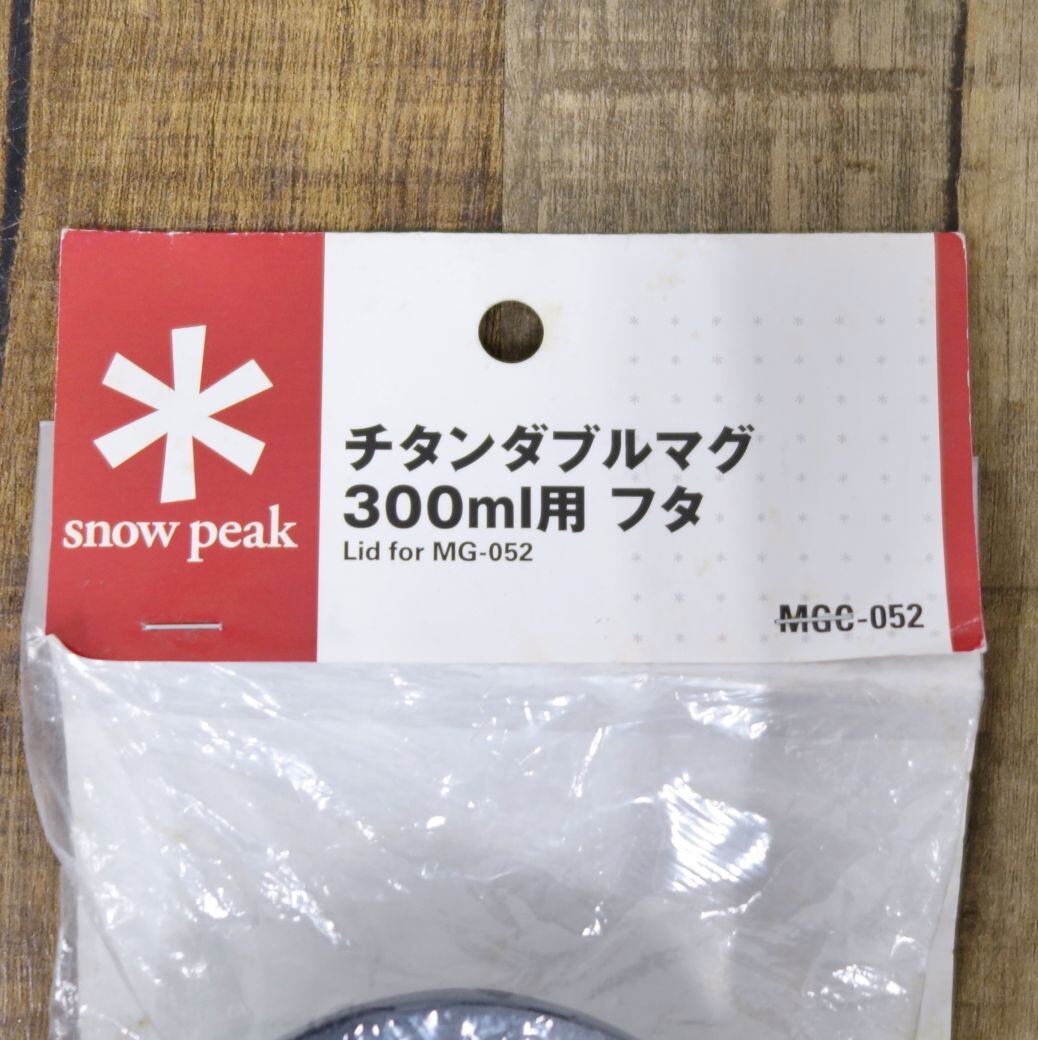 snow peak
チタンダブルマグ
300ml用 フタ
Lid for MG-052
MGC-052